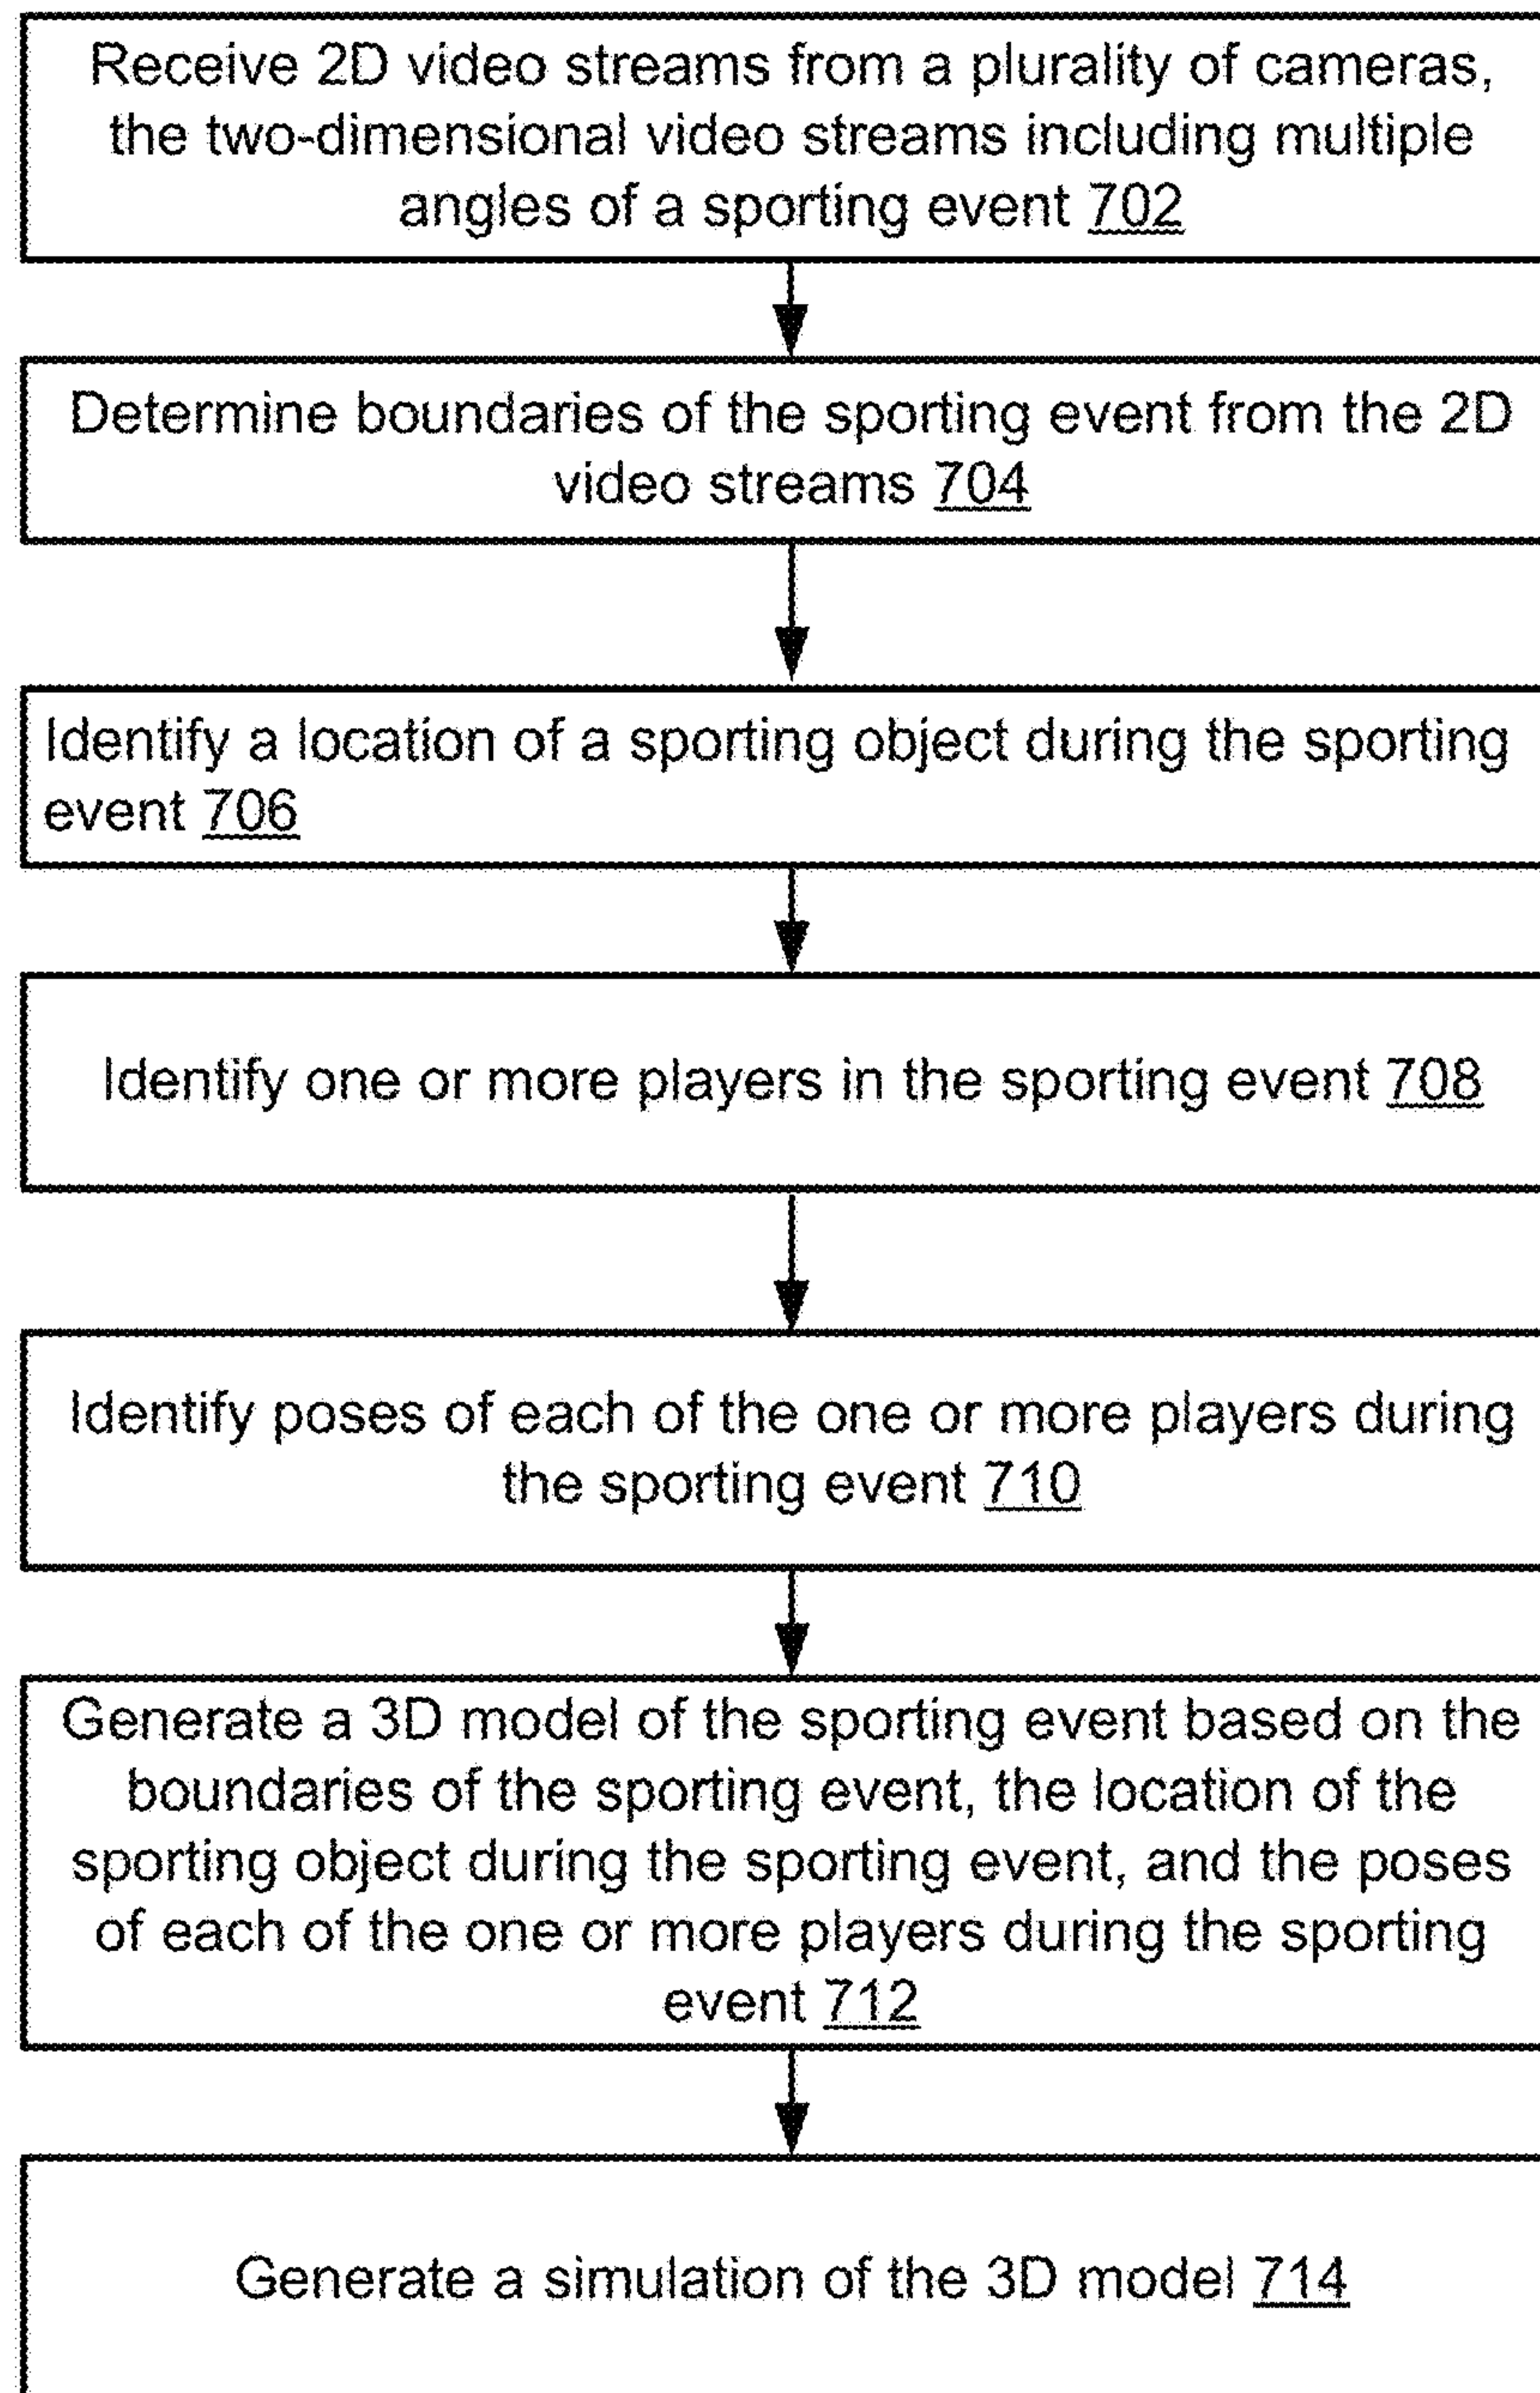 Receive 2D video streams from a plurality of cameras,
the two-dimensional video streams including multiple
angles of a sporting event 702
Determine boundaries of the sporting event from the 2D
video streams 704
Identify a location of a sporting object during the sporting
event 706
Identify one or more players in the sporting event 708
Identify poses of each of the one or more players during
the sporting event 710
Generate a 3D model of the sporting event based on the
boundaries of the sporting event, the location of the
sporting object during the sporting event, and the poses
of each of the one or more players during the sporting
event 712
Generate a simulation of the 3D model 714